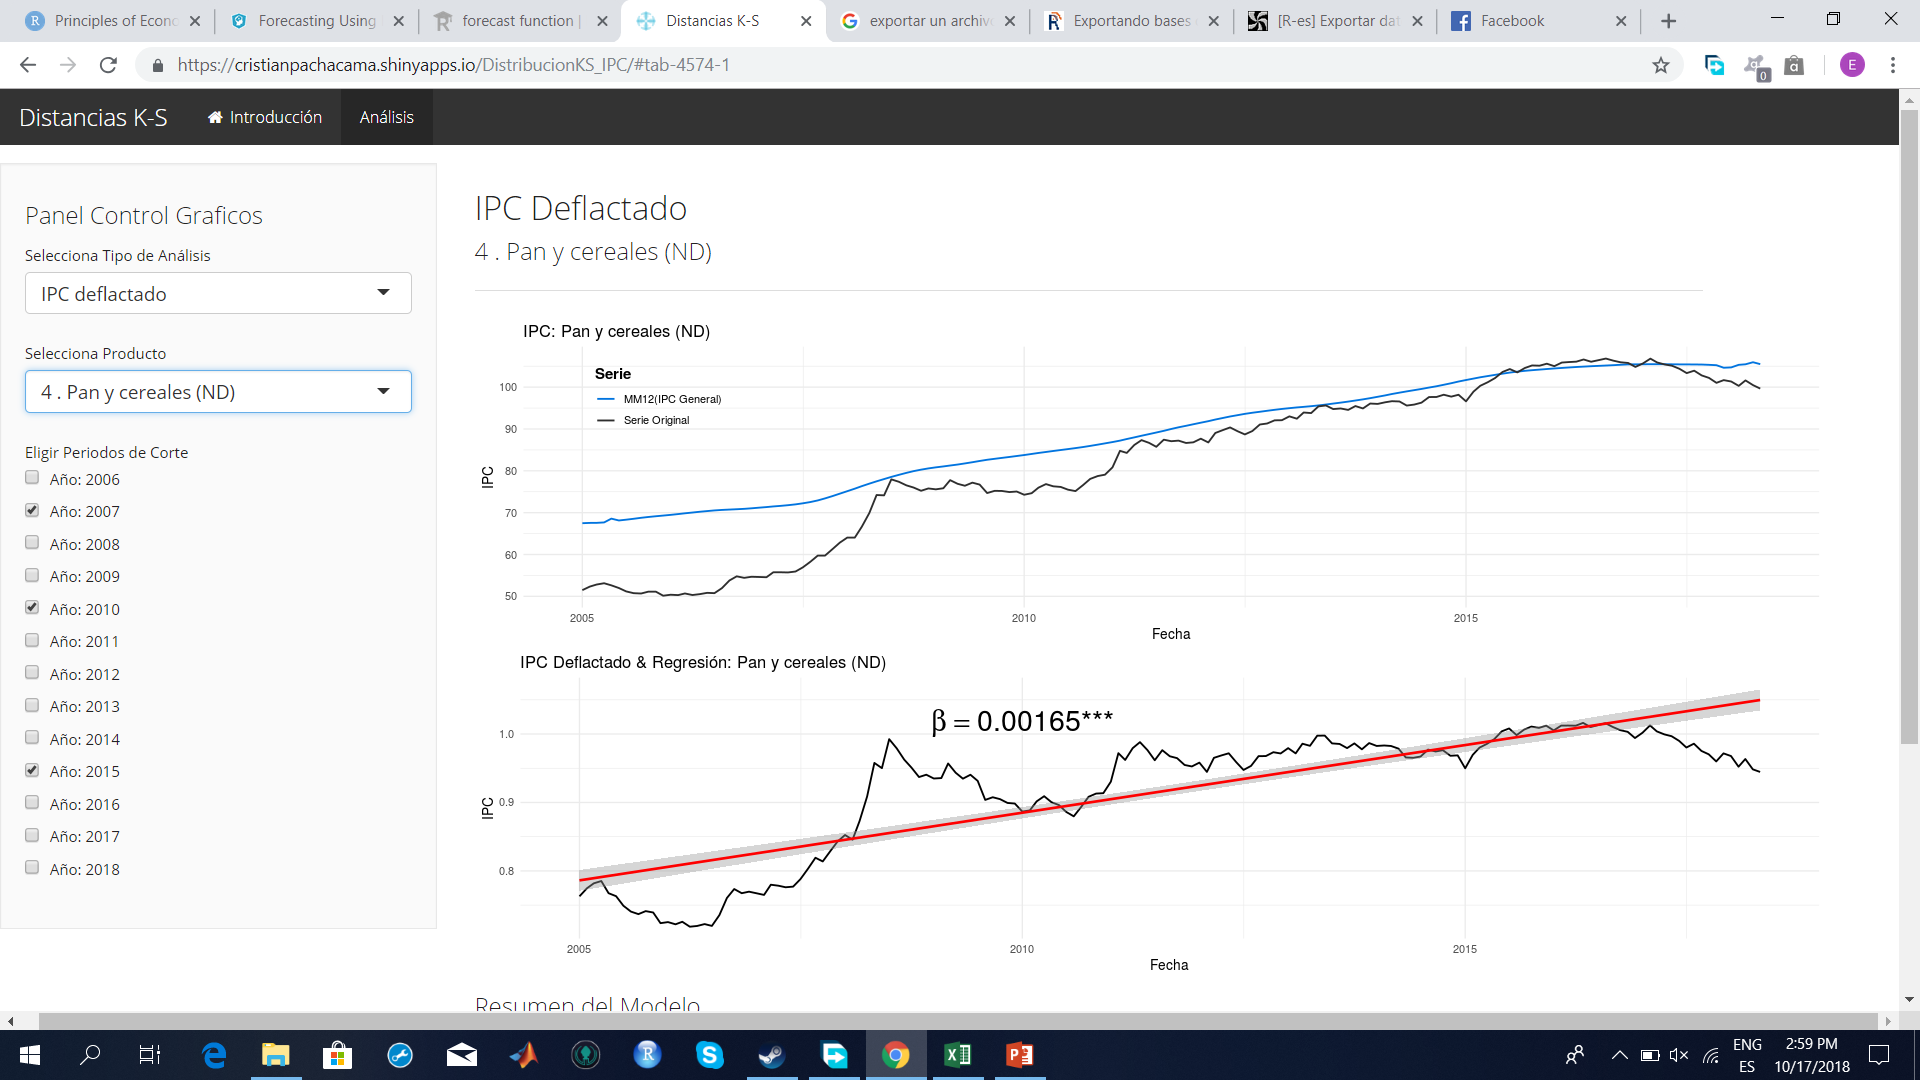 Principles of Econo
Forecasting Using
forecast function |
Distancias K-S
exportar un archivo
Exportando bases
[R-es] Exportar dat
Facebook
https://cristianpachacama.shinyapps.io/DistribucionKS_IPC/#tab-4574-1
0
E
Distancias K-S
Introducción
Análisis
Panel Control Graficos
Selecciona Tipo de Análisis
IPC deflactado
Selecciona Producto
4 . Pan y cereales (ND)
Eligir Periodos de Corte
Año: 2006
Año: 2007
Año: 2008
Año: 2009
Año: 2010
Año: 2011
Año: 2012
Año: 2013
Año: 2014
Año: 2015
Año: 2016
Año: 2017
Año: 2018
IPC Deflactado
4 . Pan y cereales (ND)
IPC: Pan y cereales (ND)
Serie
MM12(IPC General)
Serie Original
100
90
80
70
60
50
IPC
2005
2010
2015
Fecha
IPC Deflactado & Regresión: Pan y cereales (ND)
β = 0.00165***
1.0
0.9
0.8
IPC
2005
2010
2015
Fecha
Resumen del Modelo
ENG
ES
2:59 PM
10/17/2018